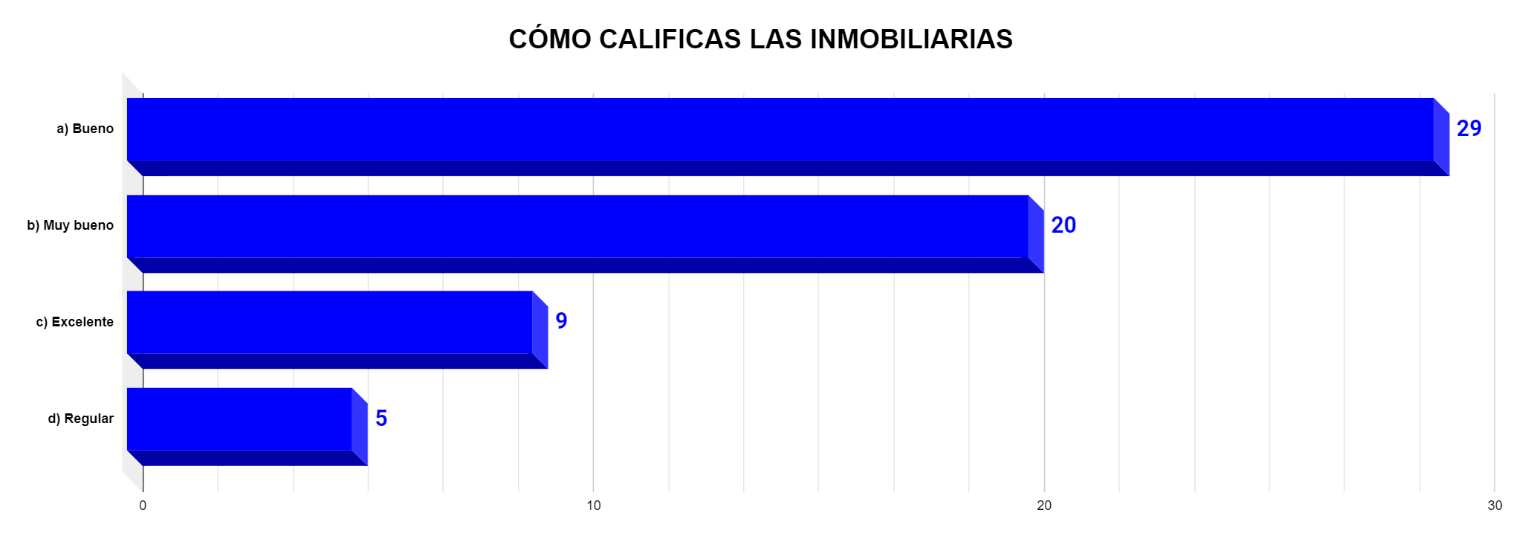 CÓMO CALIFICAS LAS INMOBILIARIAS
a) Bueno 29
b) Muy bueno 20
c) Excelente 9
d) Regular 5
0 10 20 30